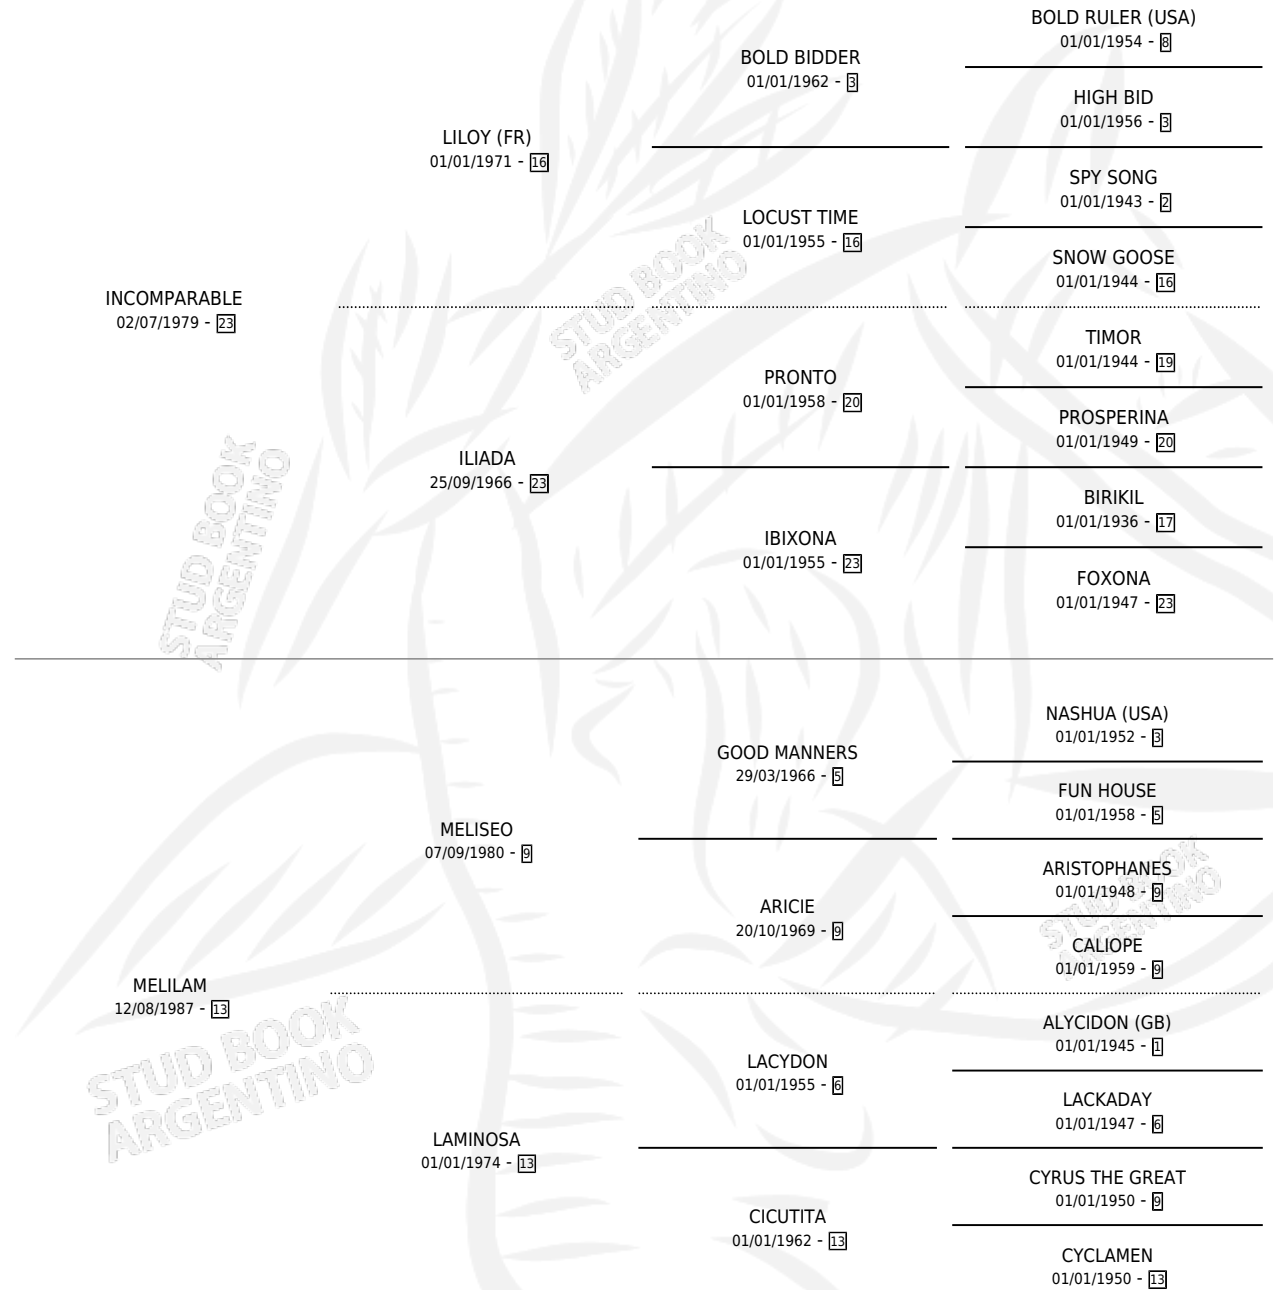 BOLD RULER (USA)
01/01/1954 - 8
BOLD BIDDER
01/01/1962 - 3
HIGH BID
01/01/1956 - 3
LILOY (FR)
01/01/1971 - 16
SPY SONG
01/01/1943 - 2
LOCUST TIME
01/01/1955 - 16
SNOW GOOSE
01/01/1944 - 16
INCOMPARABLE
02/07/1979 - 23
TIMOR
01/01/1944 - 19
PRONTO
01/01/1958 - 20
PROSPERINA
01/01/1949 - 20
ILIADA
25/09/1966 - 23
BIRIKIL
01/01/1936 - 17
IBIXONA
01/01/1955 - 23
FOXONA
01/01/1947 - 23
STUD BOOK
ARGENTINO
STUD BOOK
ARGENTINO
NASHUA (USA)
01/01/1952 - 3
GOOD MANNERS
29/03/1966 - 5
FUN HOUSE
01/01/1958 - 5
MELISEO
07/09/1980 - 9
ARISTOPHANES
01/01/1948 - 9
ARICIE
20/10/1969 - 9
CALIOPE
01/01/1959 - 9
STUD BOOK
ARGENTINO
MELILAM
12/08/1987 - 13
ALYCIDON (GB)
01/01/1945 - 1
LACYDON
01/01/1955 - 6
LACKADAY
01/01/1947 - 6
STUD BOOK
ARGENTINO
LAMINOSA
01/01/1974 - 13
CYRUS THE GREAT
01/01/1950 - 9
CICUTITA
01/01/1962 - 13
CYCLAMEN
01/01/1950 - 13